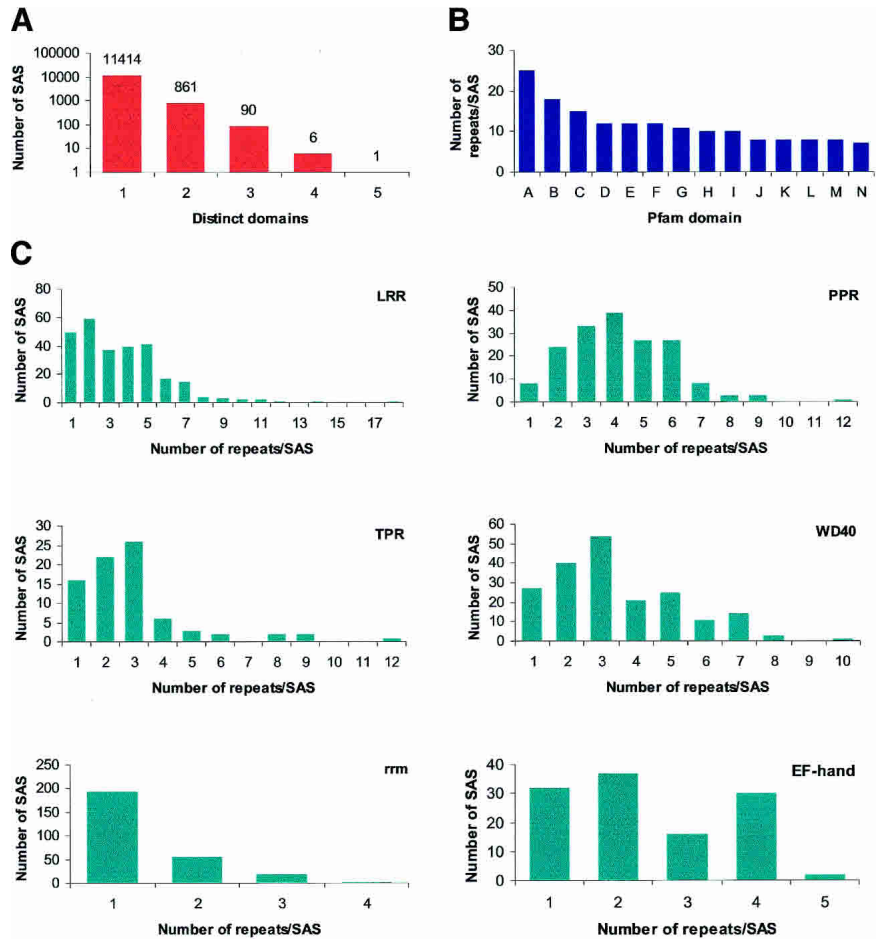 A
Number of SAS
100000
10000
1000
100
10
1
11414
861
90
6
1
1 2 3 4 5
Distinct domains
B
Number of
repeats/SAS
30
20
10
0
A B C D E F G H I J K L M N
Pfam domain
C
LRR
Number of SAS
80
60
40
20
0
1 3 5 7 9 11 13 15 17
Number of repeats/SAS
PPR
Number of SAS
50
40
30
20
10
0
1 2 3 4 5 6 7 8 9 10 11 12
Number of repeats/SAS
TPR
Number of SAS
30
25
20
15
10
5
0
1 2 3 4 5 6 7 8 9 10 11 12
Number of repeats/SAS
WD40
Number of SAS
60
50
40
30
20
10
0
1 2 3 4 5 6 7 8 9 10
Number of repeats/SAS
rrm
Number of SAS
250
200
150
100
50
0
1 2 3 4
Number of repeats/SAS
EF-hand
Number of SAS
40
30
20
10
0
1 2 3 4 5
Number of repeats/SAS